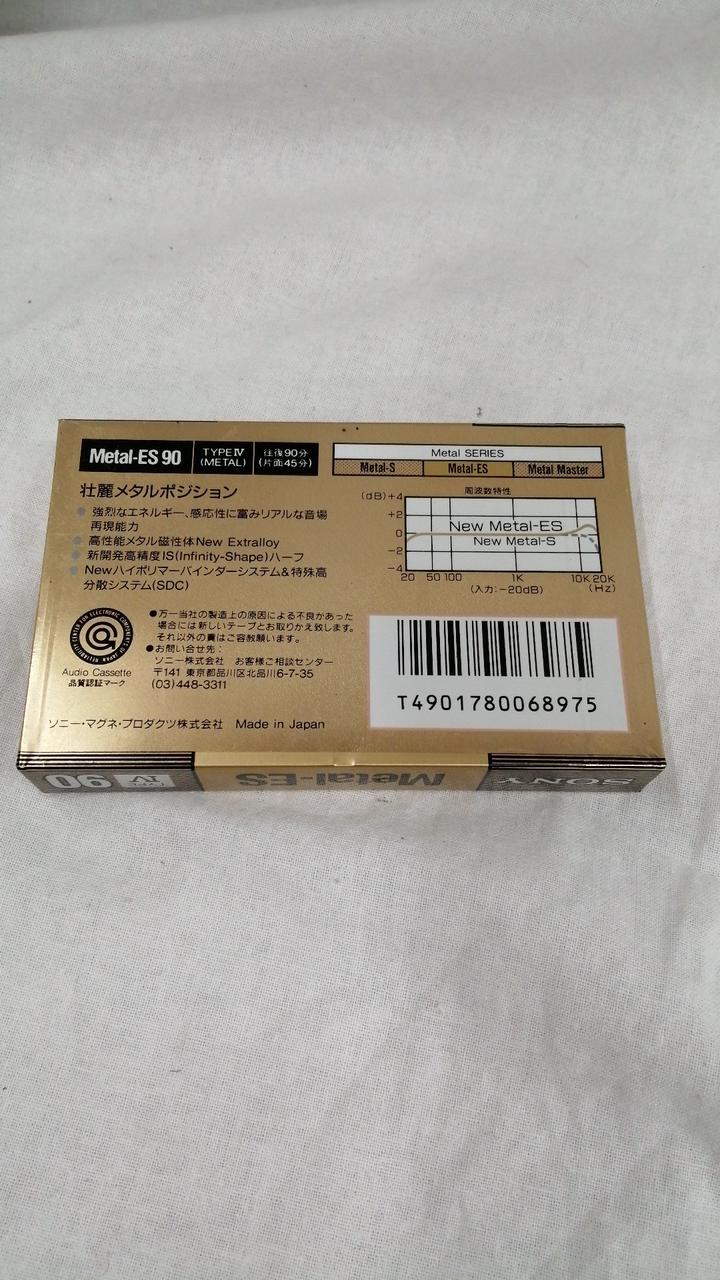 Metal-ES 90
TYPE Ⅳ
(METAL)
往復90分
(片面45分)
Metal SERIES
Metal-S Metal-ES Metal Master
壮麗メタルポジション
強烈なエネルギー、感応性に富みリアルな音場
再現能力
高性能メタル磁性体New Extralloy
新開発高精度IS(Infinity-Shape)ハーフ
Newハイポリマーバインダーシステム&特殊高
分散システム(SDC)
周波数特性
(dB)+4
+2
0
−2
−4
New Metal-ES
New Metal-S
20 50 100 1K 10K 20K
(入力:−20dB) (Hz)
Audio Cassette
品質認証マーク
●万一当社の製造上の原因による不良があった
場合には新しいテープとお取りかえ致します。
それ以外の責はご容赦願います。
●お問い合せ先:
ソニー株式会社 お客様ご相談センター
〒141 東京都品川区北品川6-7-35
(03)448-3311
T4901780068975
ソニー・マグネ・プロダクツ株式会社 Made in Japan
SONY Metal-ES TYPE Ⅳ 90